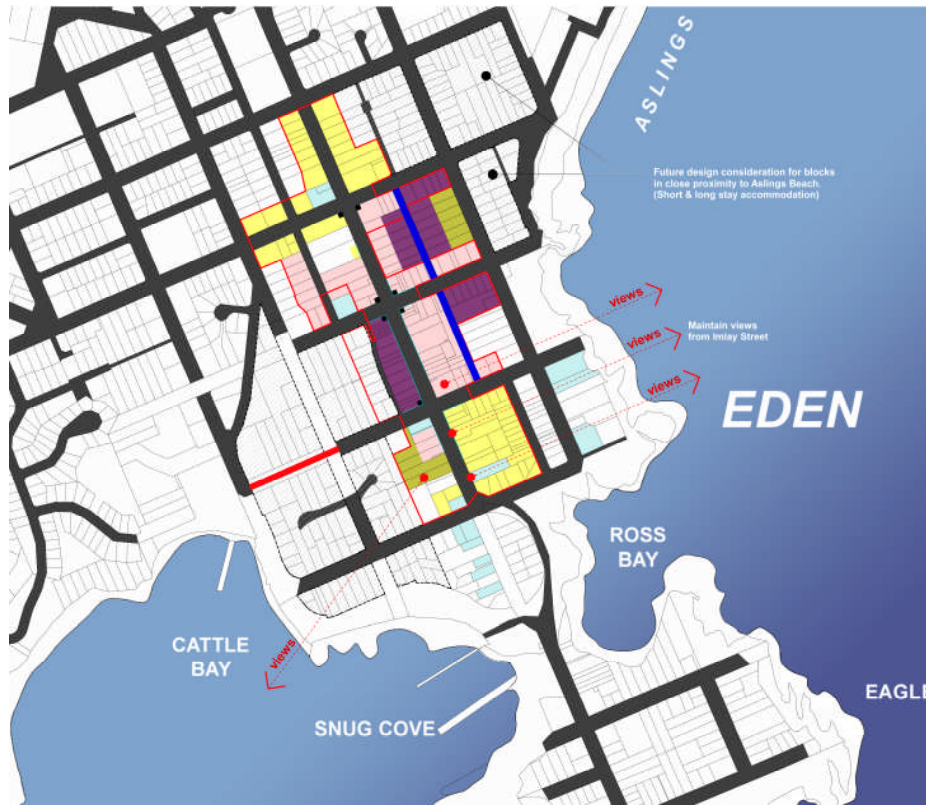 ASLINGS
Future design consideration for blocks
in close proximity to Aslings Beach.
(Short & long stay accommodation)
views
Maintain views
from Imlay Street
views
views
EDEN
ROSS
BAY
CATTLE
BAY
views
EAGLE
SNUG COVE